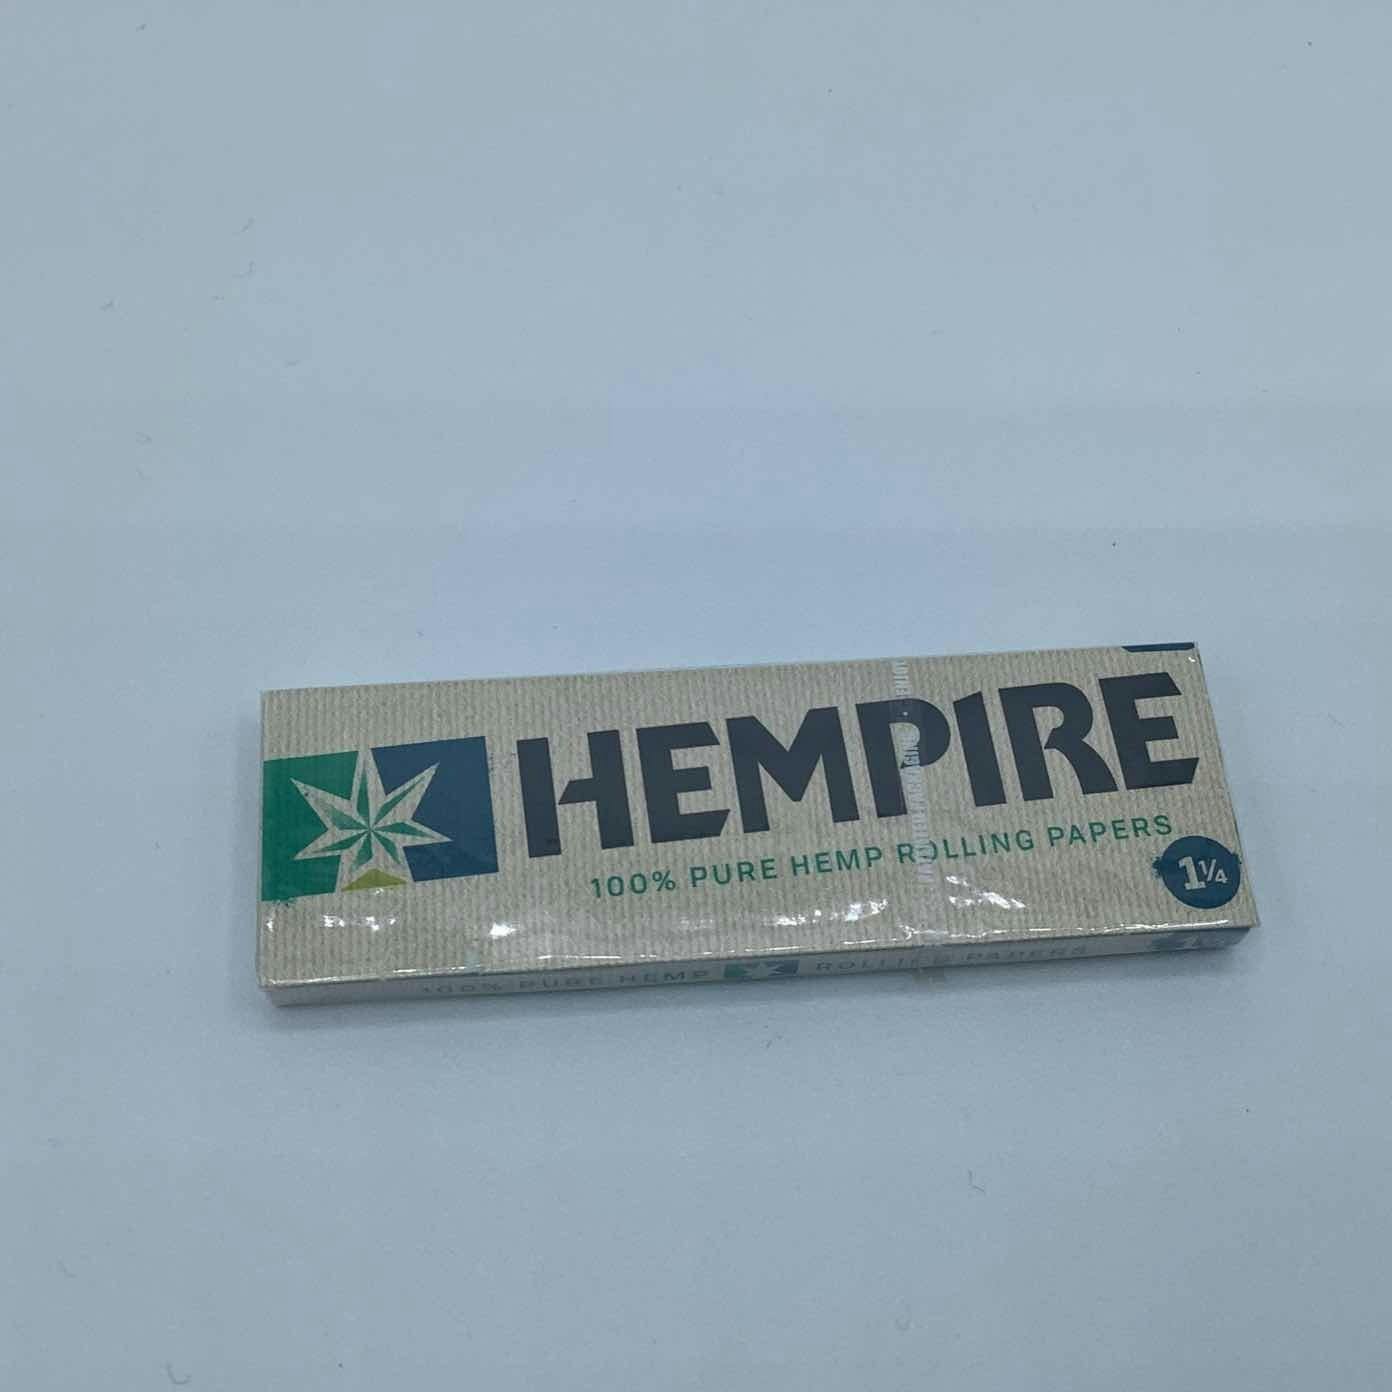 HEMPIRE
100% PURE HEMP ROLLING PAPERS
1¼
100% PURE HEMP ROLLING PAPERS